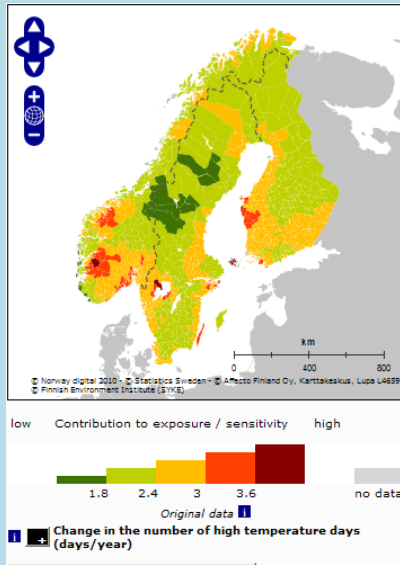 +
−
km
0 400 800
© Norway digital 2010 - © Statistics Sweden - © Affecto Finland Oy, Karttakeskus, Lupa L4659
© Finnish Environment Institute (SYKE)
low Contribution to exposure / sensitivity high
1.8 2.4 3 3.6 no data
Original data i
i + Change in the number of high temperature days
(days/year)